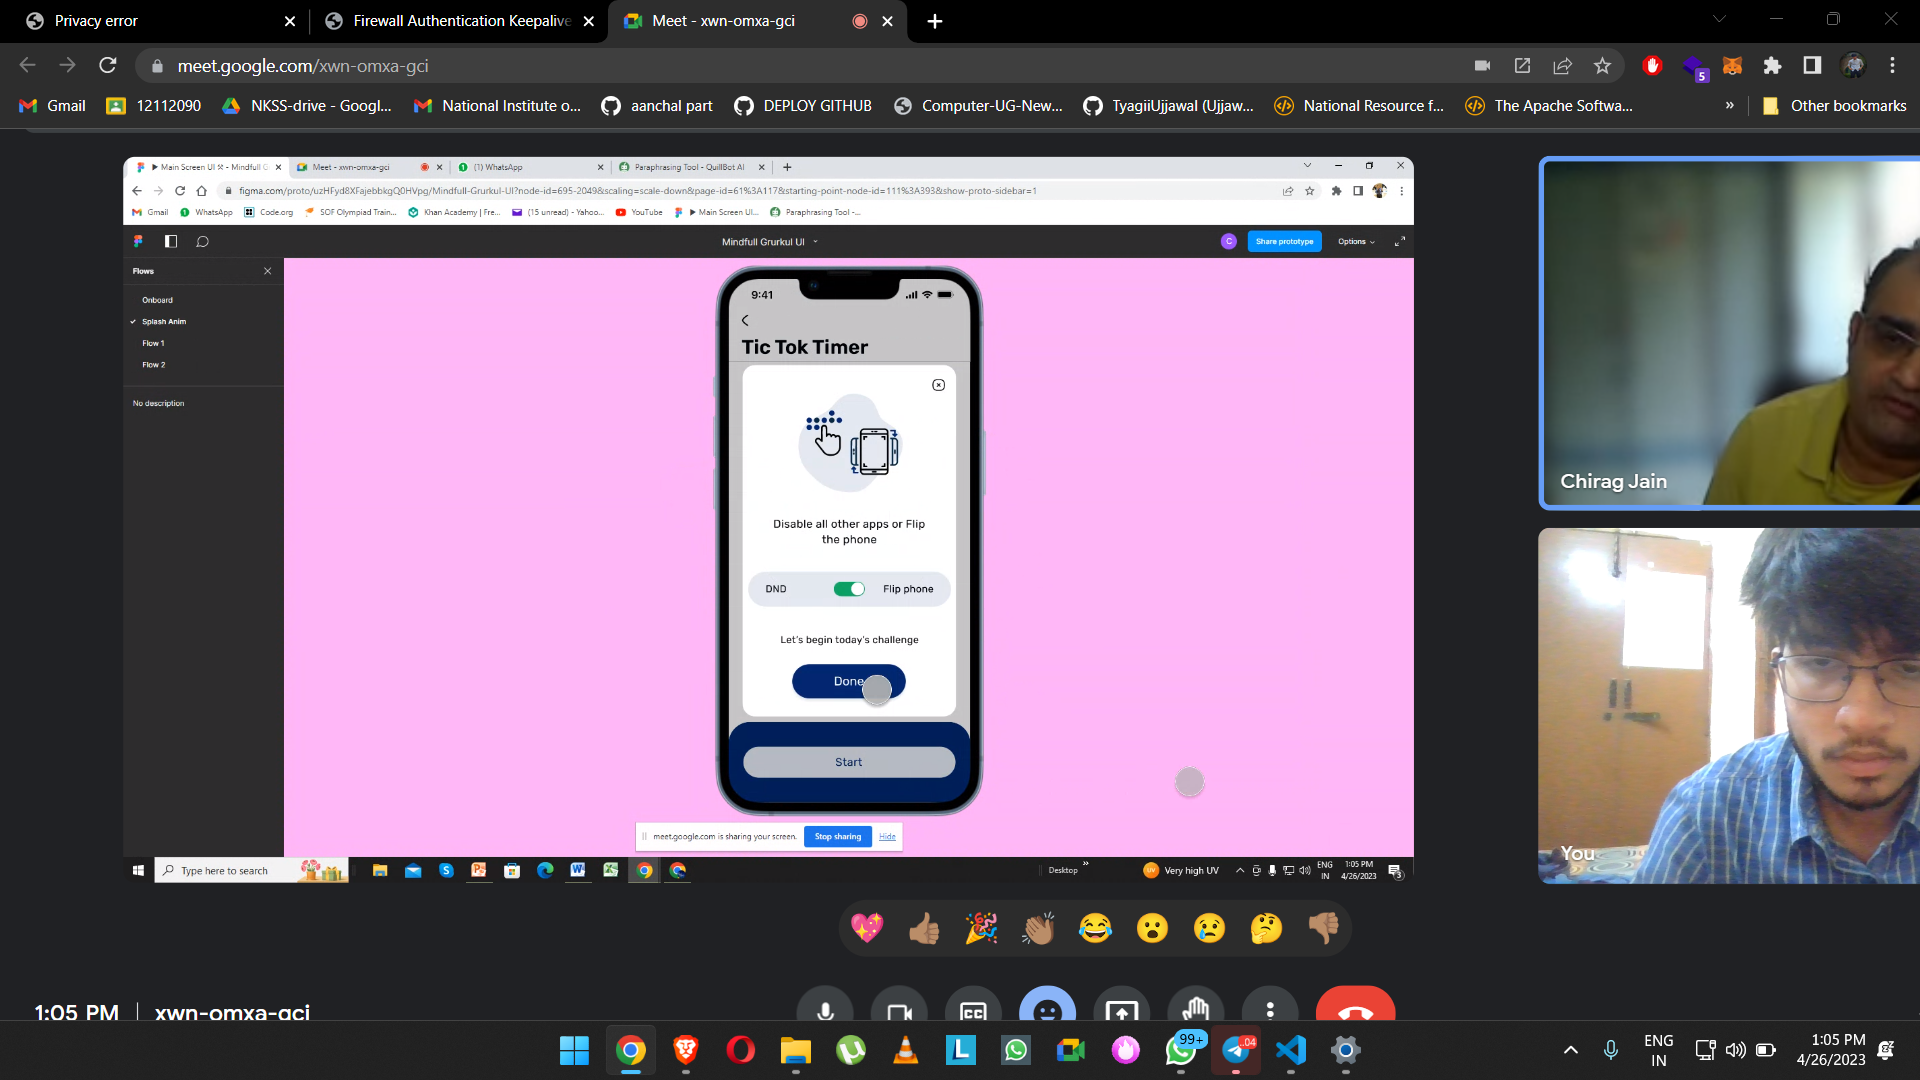 Privacy error
Firewall Authentication Keepalive
Meet - xwn-omxa-gci
meet.google.com/xwn-omxa-gci
5
Gmail
12112090
NKSS-drive - Googl...
National Institute o...
aanchal part
DEPLOY GITHUB
Computer-UG-New...
TyagiiUjjawal (Ujjaw...
National Resource f...
The Apache Softwa...
»
Other bookmarks
Main Screen UI ⚒ - Mindfull G
Meet - xwn-omxa-gci
(1) WhatsApp
Paraphrasing Tool - QuillBot AI
figma.com/proto/uzHFyd8XFajebbkgQ0HVpg/Mindfull-Grurkul-UI?node-id=695-2049&scaling=scale-down&page-id=61%3A117&starting-point-node-id=111%3A393&show-proto-sidebar=1
Gmail
WhatsApp
Code.org
SOF Olympiad Train...
Khan Academy | Fre...
(15 unread) - Yahoo...
YouTube
Main Screen UI...
Paraphrasing Tool -...
Mindfull Grurkul UI
C
Share prototype
Options
Flows
Onboard
Splash Anim
Flow 1
Flow 2
No description
9:41
Tic Tok Timer
Disable all other apps or Flip
the phone
DND
Flip phone
Let's begin today's challenge
Done
Start
meet.google.com is sharing your screen.
Stop sharing
Hide
Type here to search
Desktop
»
Very high UV
ENG
IN
1:05 PM
4/26/2023
3
Chirag Jain
You
1:05 PM
xwn-omxa-gci
CC
L
99+
.04
ENG
IN
1:05 PM
4/26/2023